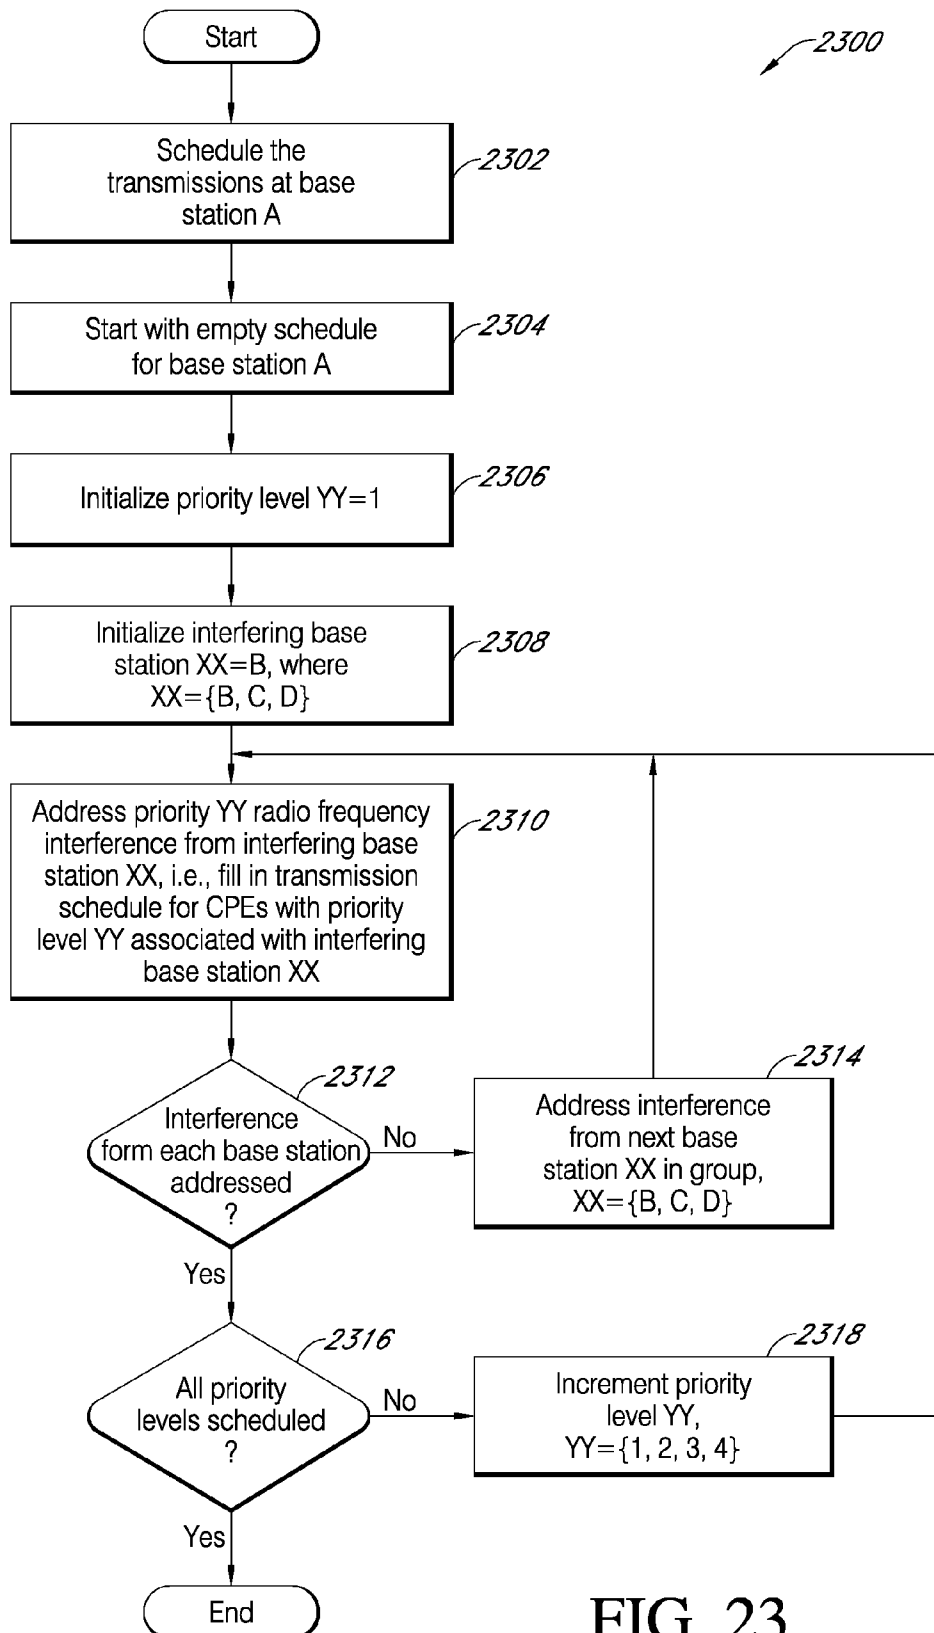 Start
2300
Schedule the
transmissions at base
station A
2302
Start with empty schedule
for base station A
2304
Initialize priority level YY=1
2306
Initialize interfering base
station XX=B, where
XX={B, C, D}
2308
Address priority YY radio frequency
interference from interfering base
station XX, i.e., fill in transmission
schedule for CPEs with priority
level YY associated with interfering
base station XX
2310
Interference
form each base station
addressed
?
2312
No
Address interference
from next base
station XX in group,
XX={B, C, D}
2314
Yes
All priority
levels scheduled
?
2316
No
Increment priority
level YY,
YY={1, 2, 3, 4}
2318
Yes
End
FIG. 23